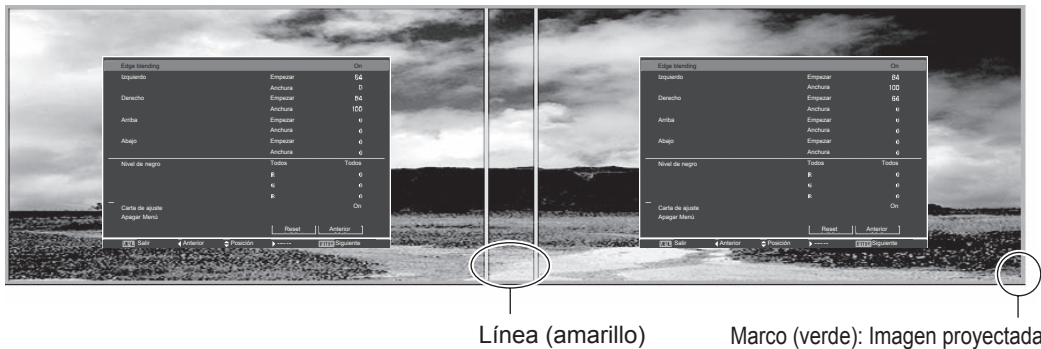 Edge blending On
Izquierdo Empezar 64
Anchura 0
Derecho Empezar 84
Anchura 100
Arriba Empezar 0
Anchura 0
Abajo Empezar 0
Anchura 0
Nivel de negro Todos Todos
R 0
G 0
B 0
Carta de ajuste On
Apagar Menú
Reset Anterior
Salir Anterior Posición ----- Siguiente
Edge blending On
Izquierdo Empezar 84
Anchura 100
Derecho Empezar 64
Anchura 0
Arriba Empezar 0
Anchura 0
Abajo Empezar 0
Anchura 0
Nivel de negro Todos Todos
R 0
G 0
B 0
Carta de ajuste On
Apagar Menú
Reset Anterior
Salir Anterior Posición ----- Siguiente
Línea (amarillo)
Marco (verde): Imagen proyectada